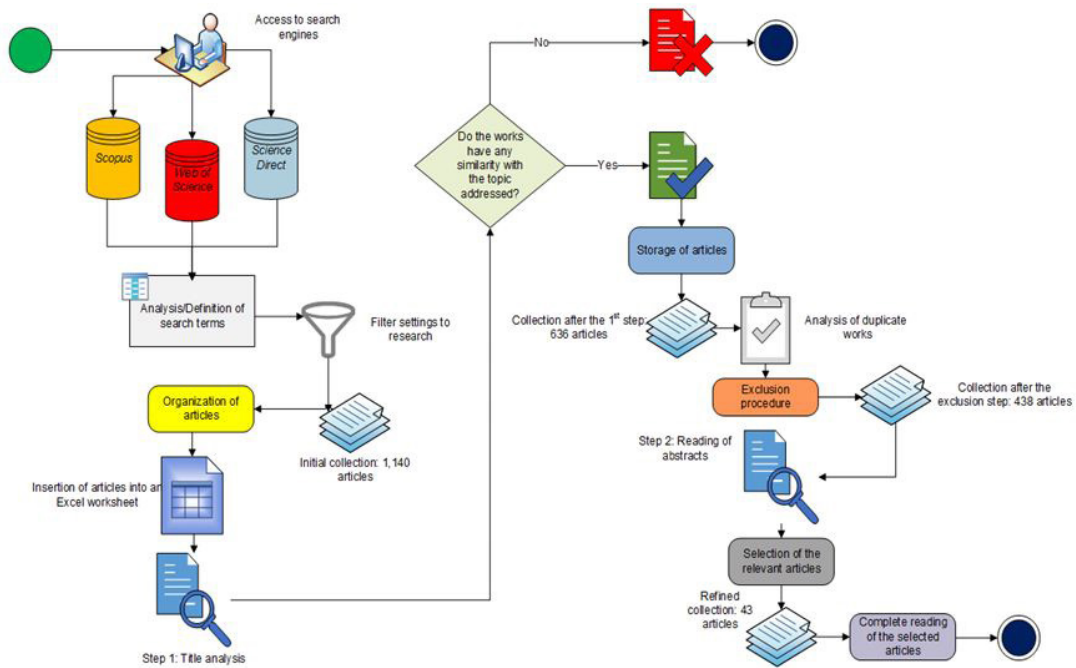 Access to search
engines
Scopus
Web of
Science
Science
Direct
Analysis/Definition of
search terms
Filter settings to
research
Initial collection: 1,140
articles
Organization of
articles
Insertion of articles into an
Excel worksheet
Step 1: Title analysis
Do the works
have any
similarity with
the topic
addressed?
No
Yes
Storage of articles
Collection after the 1st step:
636 articles
Analysis of duplicate
works
Exclusion
procedure
Collection after the
exclusion step: 438 articles
Step 2: Reading of
abstracts
Selection of the
relevant articles
Refined
collection: 43
articles
Complete reading
of the selected
articles